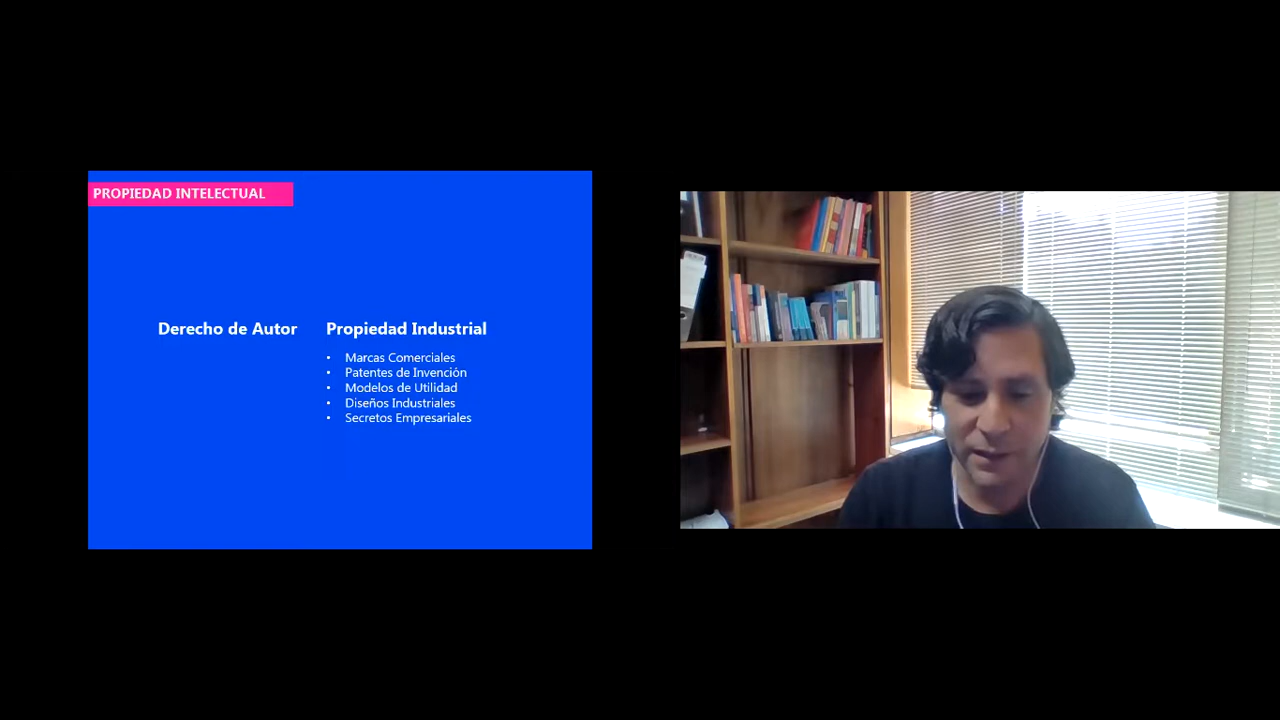 PROPIEDAD INTELECTUAL
Derecho de Autor
Propiedad Industrial
• Marcas Comerciales
• Patentes de Invención
• Modelos de Utilidad
• Diseños Industriales
• Secretos Empresariales